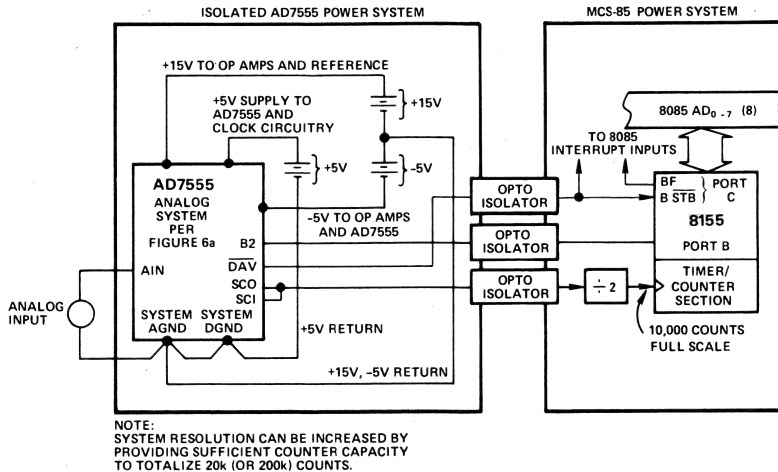 ISOLATED AD7555 POWER SYSTEM
MCS-85 POWER SYSTEM
+15V TO OP AMPS AND REFERENCE
+5V SUPPLY TO
AD7555 AND
CLOCK CIRCUITRY
+15V
+5V
-5V
8085 AD0-7 (8)
TO 8085
INTERRUPT INPUTS
AD7555
ANALOG
SYSTEM
PER
FIGURE 6a
-5V TO OP AMPS
AND AD7555
B2
DAV
SCO
SCI
AIN
SYSTEM
AGND
SYSTEM
DGND
ANALOG
INPUT
+5V RETURN
+15V, -5V RETURN
OPTO
ISOLATOR
OPTO
ISOLATOR
OPTO
ISOLATOR
÷ 2
BF
B STB
PORT
C
8155
PORT B
TIMER/
COUNTER
SECTION
10,000 COUNTS
FULL SCALE
NOTE:
SYSTEM RESOLUTION CAN BE INCREASED BY
PROVIDING SUFFICIENT COUNTER CAPACITY
TO TOTALIZE 20k (OR 200k) COUNTS.